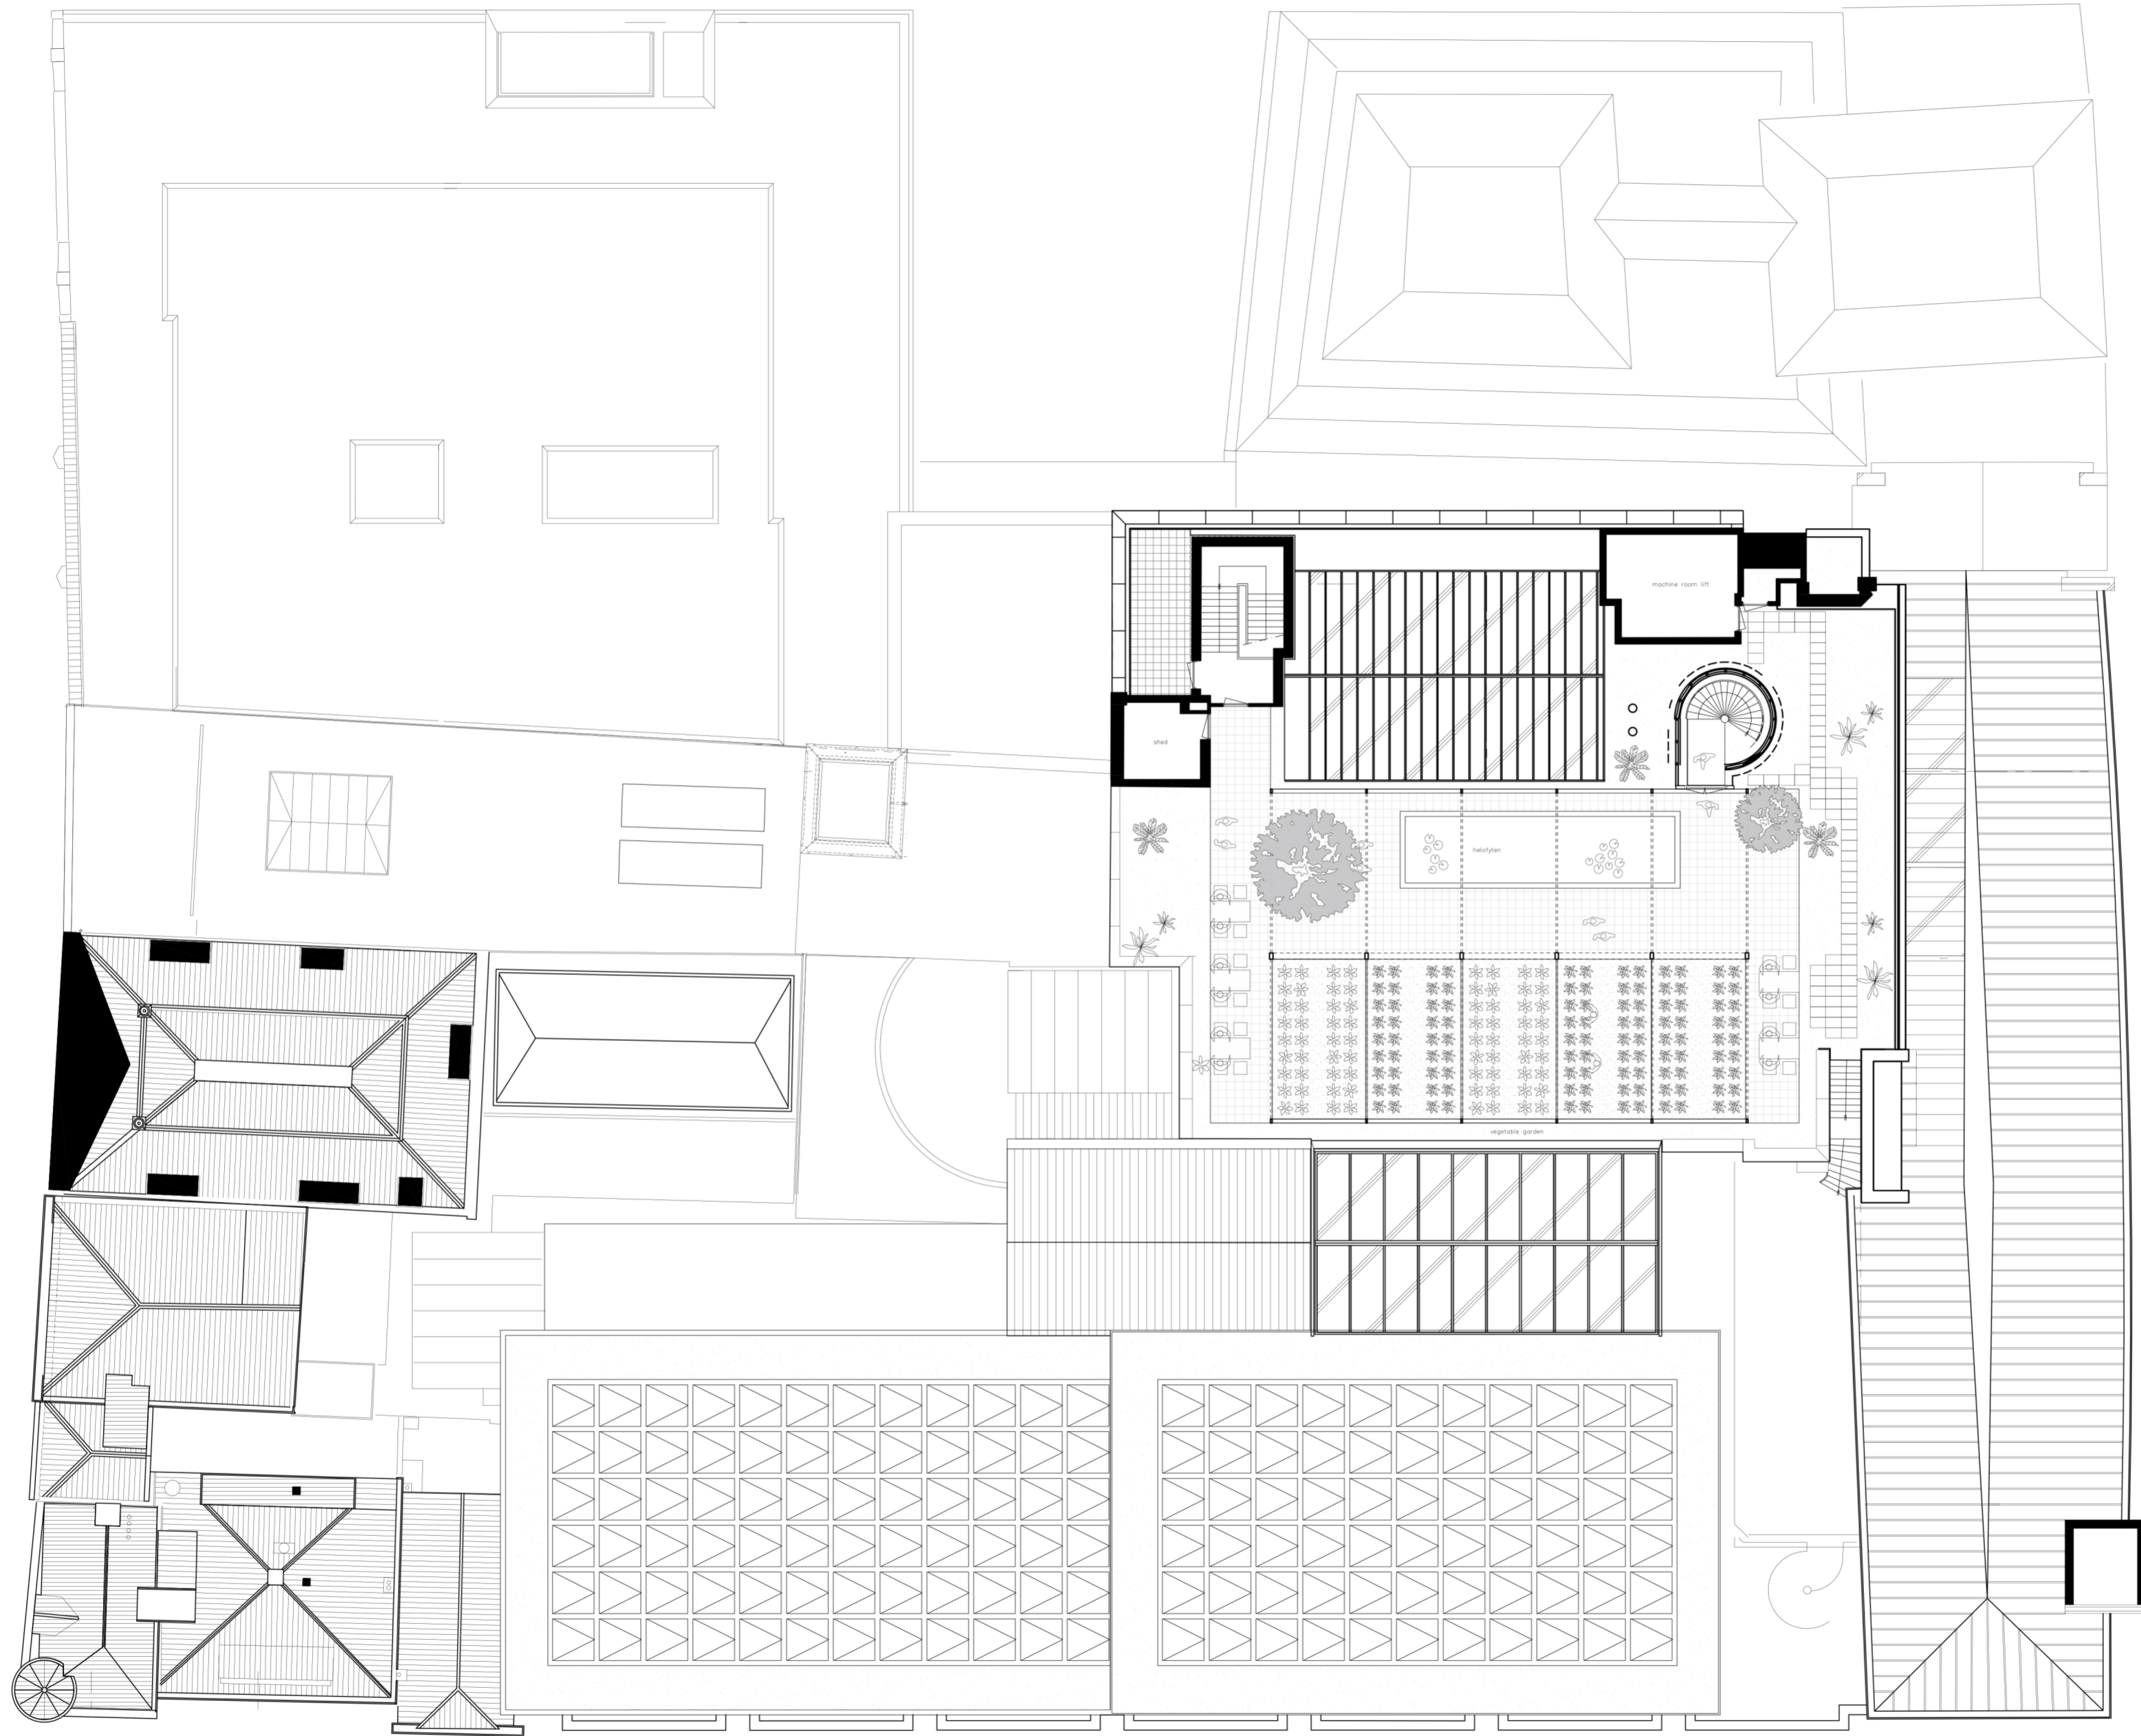 machine room lift
shed
helofyten
vegetable garden